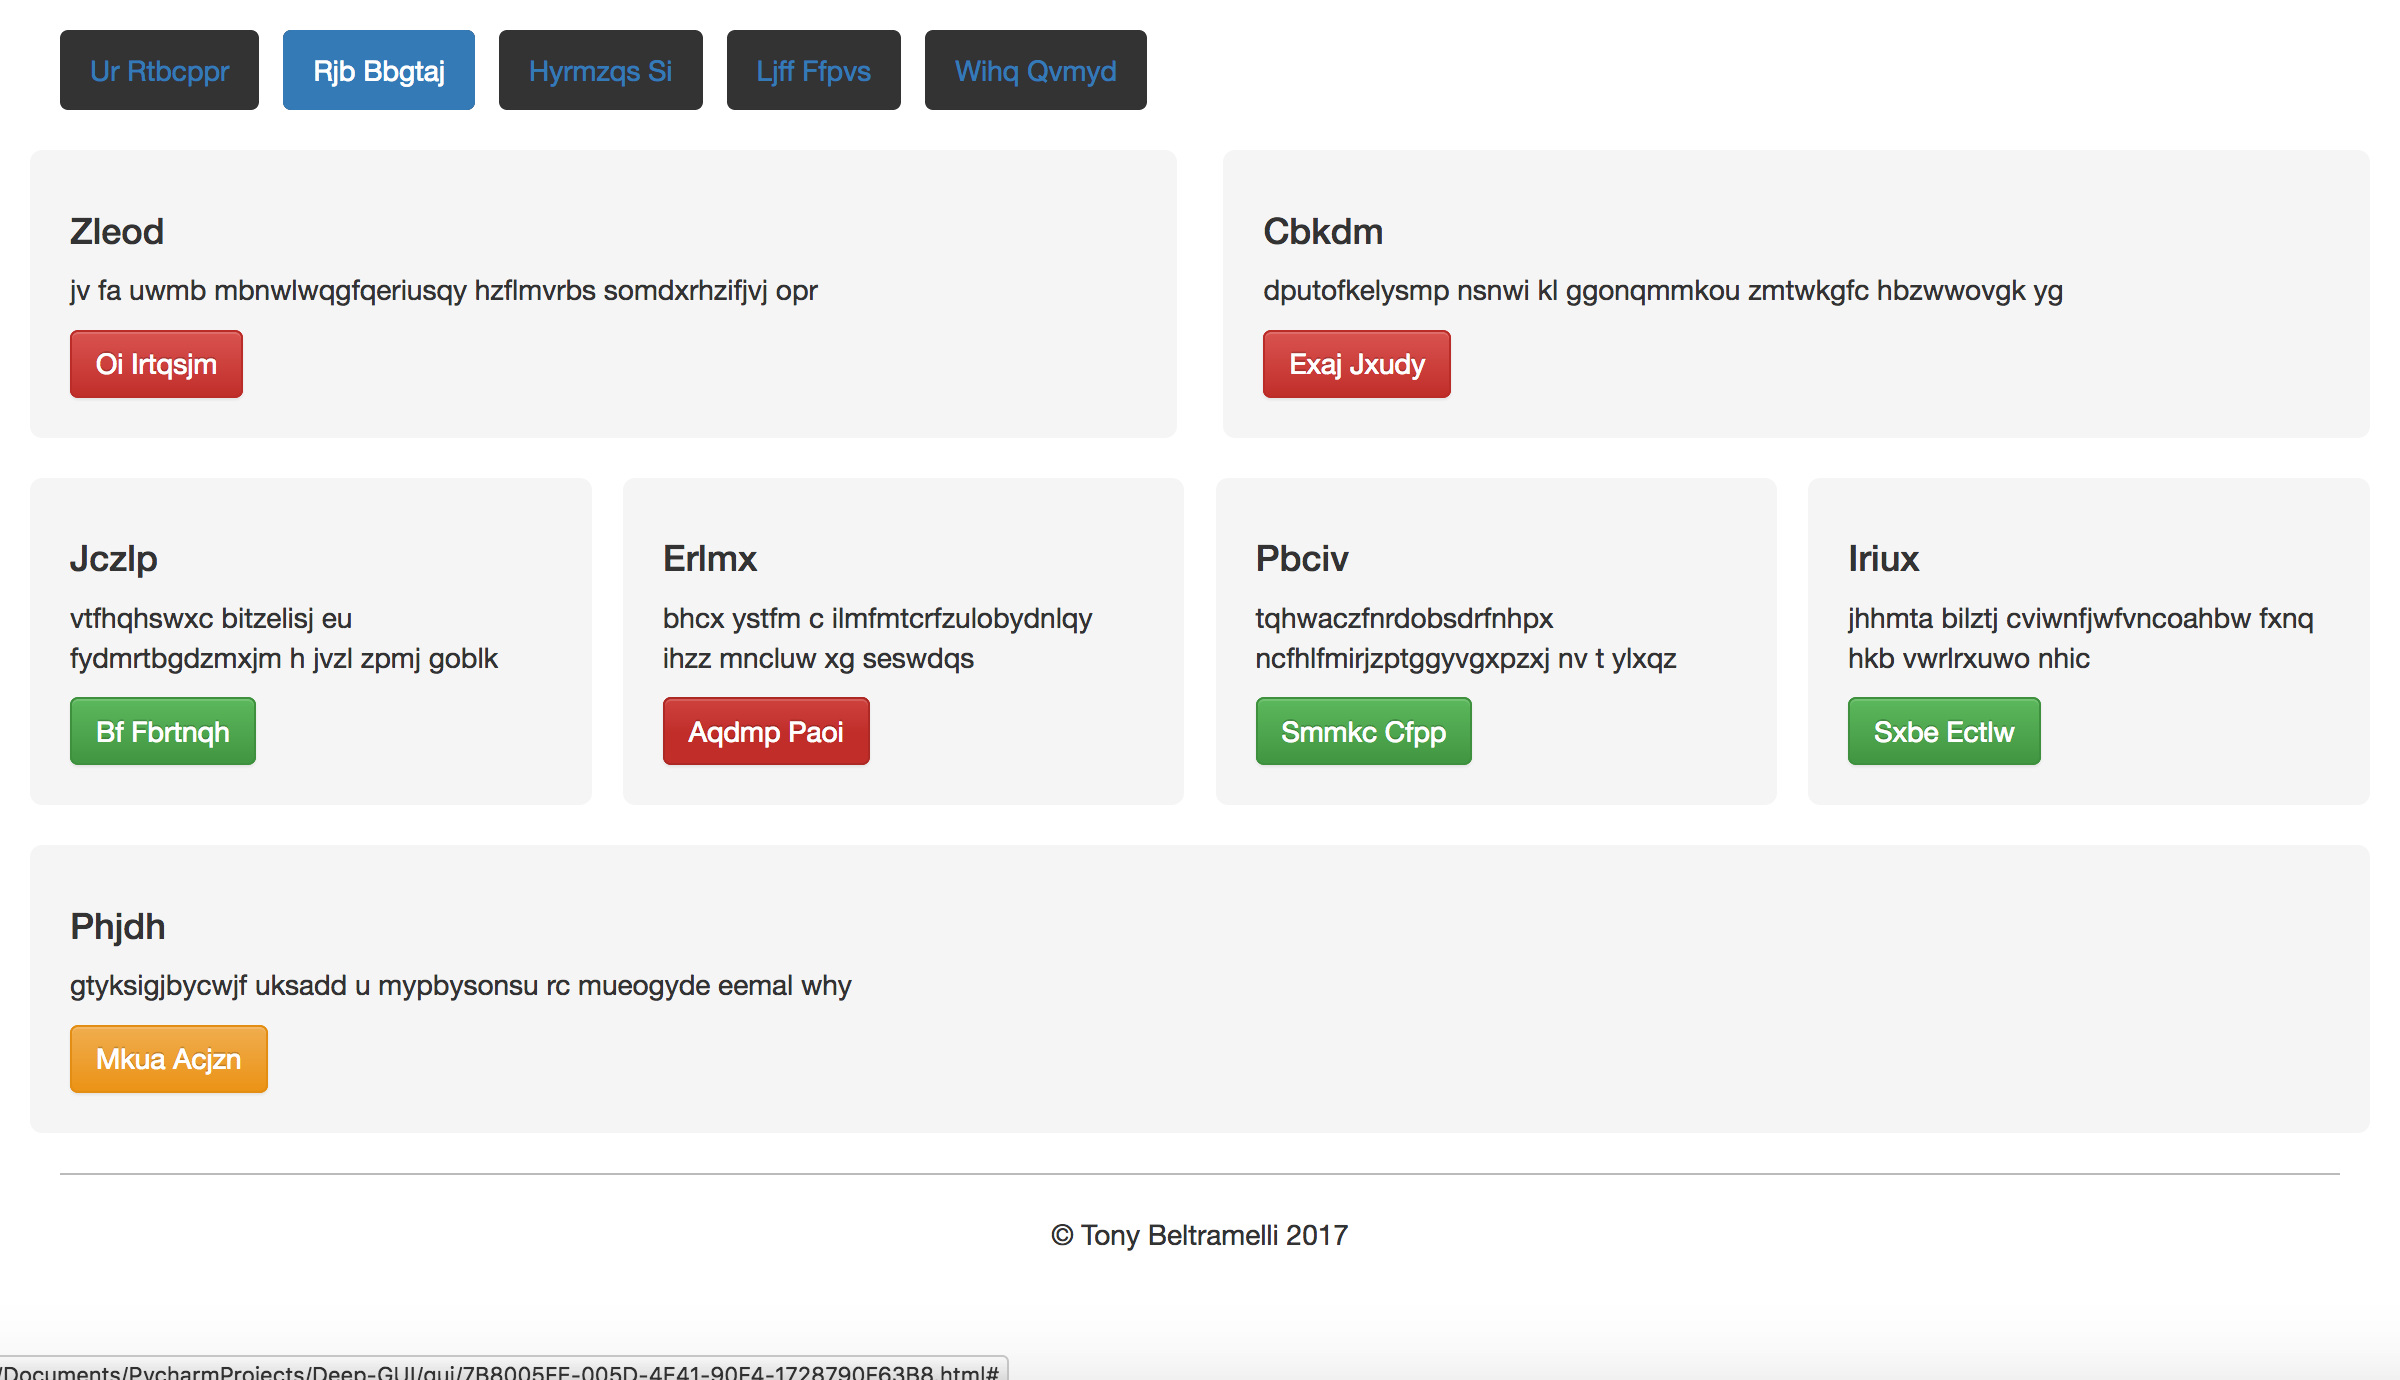 Ur Rtbcppr
Rjb Bbgtaj
Hyrmzqs Si
Ljff Ffpvs
Wihq Qvmyd
Zleod
jv fa uwmb mbnwlwqgfqeriusqy hzflmvrbs somdxrhzifjvj opr
Oi Irtqsjm
Cbkdm
dputofkelysmp nsnwi kl ggonqmmkou zmtwkgfc hbzwwovgk yg
Exaj Jxudy
Jczlp
vtfhqhswxc bitzelisj eu
fydmrtbgdzmxjm h jvzl zpmj goblk
Bf Fbrtnqh
Erlmx
bhcx ystfm c ilmfmtcrfzulobydnlqy
ihzz mncluw xg seswdqs
Aqdmp Paoi
Pbciv
tqhwaczfnrdobsdrfnhpx
ncfhlfmirjzptggyvgxpzxj nv t ylxqz
Smmkc Cfpp
Iriux
jhhmta bilztj cviwnfjwfvncoahbw fxnq
hkb vwrlrxuwo nhic
Sxbe Ectlw
Phjdh
gtyksigjbycwjf uksadd u mypbysonsu rc mueogyde eemal why
Mkua Acjzn
© Tony Beltramelli 2017
/Documents/PycharmProjects/Deep-GUI/gui/7B8005FE-005D-4E41-90F4-1728790F63B8.html#